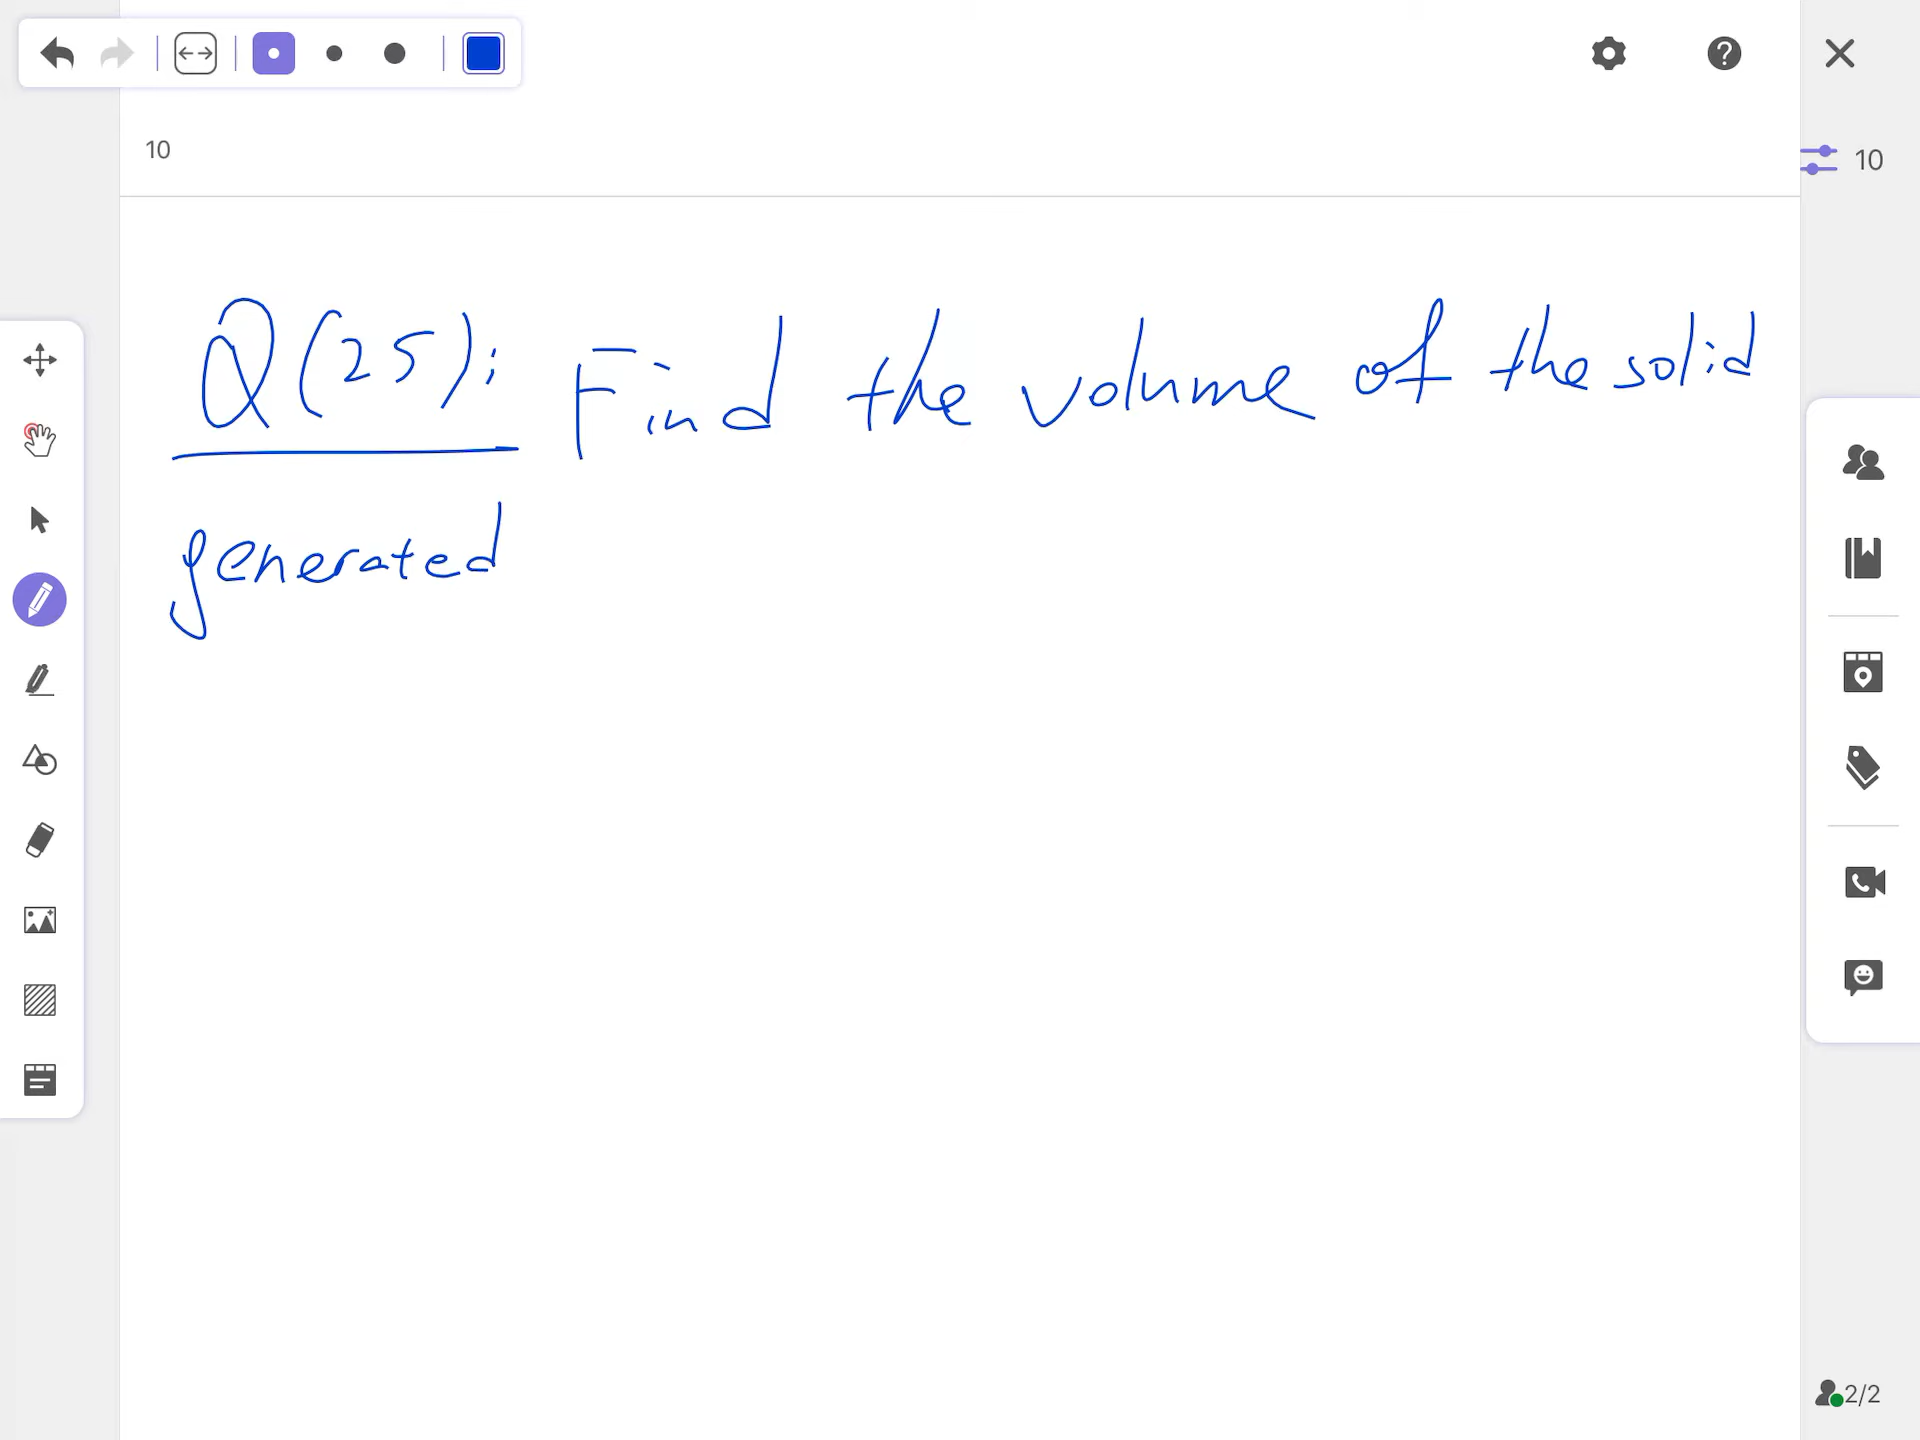 10
10
Q(25): Find the volume of the solid
generated
2/2